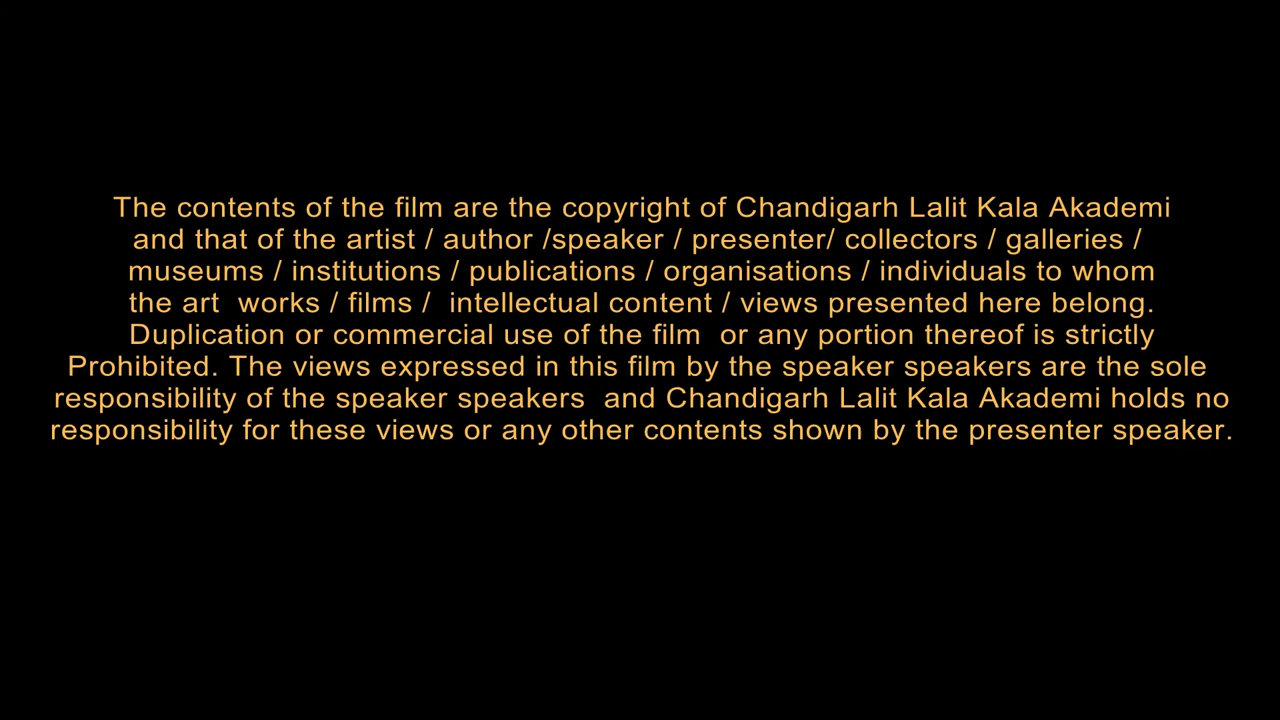 The contents of the film are the copyright of Chandigarh Lalit Kala Akademi
and that of the artist / author /speaker / presenter/ collectors / galleries /
museums / institutions / publications / organisations / individuals to whom
the art  works / films /  intellectual content / views presented here belong.
Duplication or commercial use of the film  or any portion thereof is strictly
Prohibited. The views expressed in this film by the speaker speakers are the sole
responsibility of the speaker speakers  and Chandigarh Lalit Kala Akademi holds no
responsibility for these views or any other contents shown by the presenter speaker.